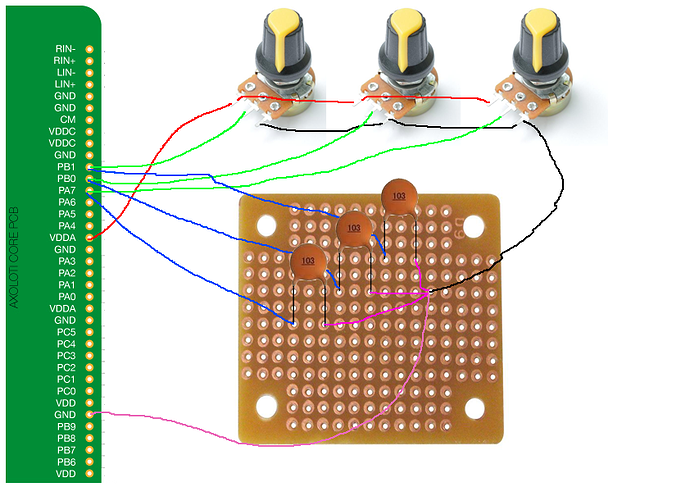 AXOLOTI CORE PCB
RIN-
RIN+
LIN-
LIN+
GND
GND
CM
VDDC
VDDC
GND
PB1
PB0
PA7
PA6
PA5
PA4
VDDA
GND
PA3
PA2
PA1
PA0
VDDA
GND
PC5
PC4
PC3
PC2
PC1
PC0
VDD
GND
PB9
PB8
PB7
PB6
VDD
103
103
103